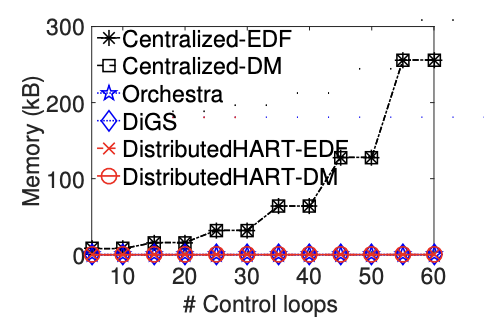 300
200
100
0
Memory (kB)
Centralized-EDF
Centralized-DM
Orchestra
DiGS
DistributedHART-EDF
DistributedHART-DM
10 20 30 40 50 60
# Control loops